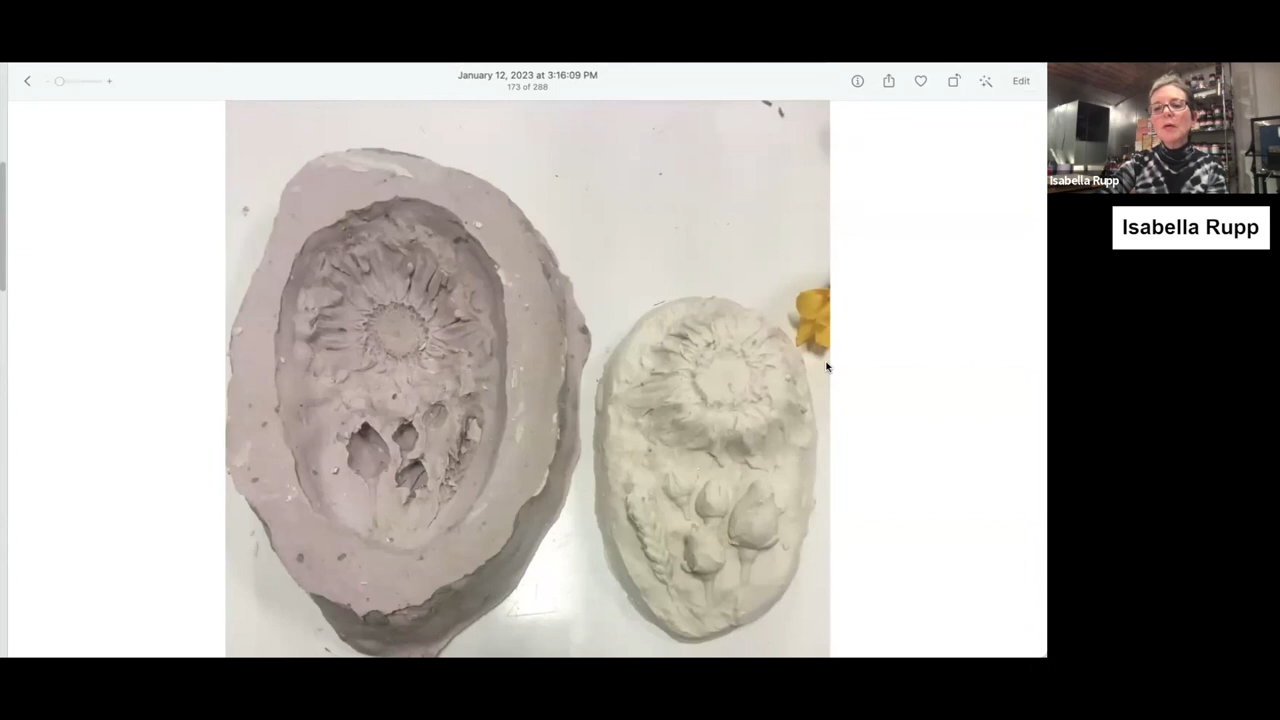 January 12, 2023 at 3:16:09 PM
173 of 288
Edit
Isabella Rupp
Isabella Rupp